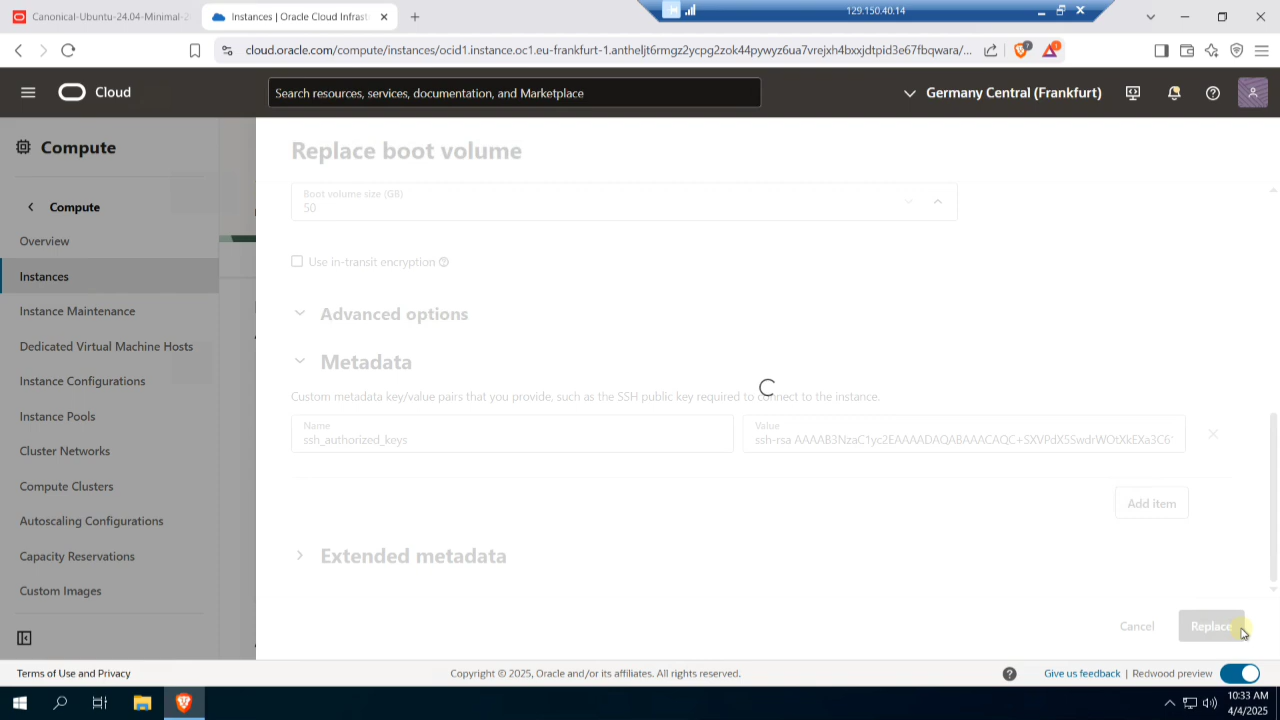 Canonical-Ubuntu-24.04-Minimal-2
Instances | Oracle Cloud Infrast
129.150.40.14
cloud.oracle.com/compute/instances/ocid1.instance.oc1.eu-frankfurt-1.antheljt6rmgz2ycpg2zok44pywyz6ua7vrejxh4bxxjdtpid3e67fbqwara/...
Cloud
Search resources, services, documentation, and Marketplace
Germany Central (Frankfurt)
Compute
Compute
Overview
Instances
Instance Maintenance
Dedicated Virtual Machine Hosts
Instance Configurations
Instance Pools
Cluster Networks
Compute Clusters
Autoscaling Configurations
Capacity Reservations
Custom Images
Replace boot volume
Boot volume size (GB)
50
Use in-transit encryption
Advanced options
Metadata
Custom metadata key/value pairs that you provide, such as the SSH public key required to connect to the instance.
Name
ssh_authorized_keys
Value
ssh-rsa AAAAB3NzaC1yc2EAAAADAQABAAACAQC+SXVPdX5SwdrWOtXkEXa3C6
Add item
Extended metadata
Cancel
Replace
Terms of Use and Privacy
Copyright © 2025, Oracle and/or its affiliates. All rights reserved.
Give us feedback | Redwood preview
10:33 AM
4/4/2025